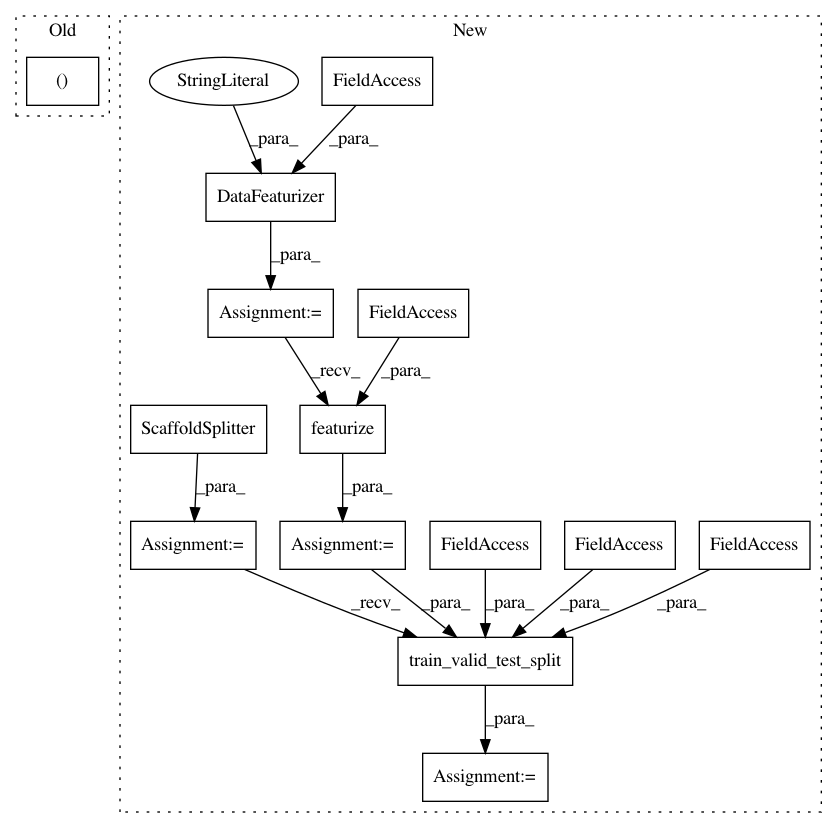 Old
New
()
StringLiteral
FieldAccess
_para_
_para_
DataFeaturizer
_para_
Assignment:=
FieldAccess
_recv_
_para_
ScaffoldSplitter
featurize
_para_
_para_
Assignment:=
Assignment:=
FieldAccess
FieldAccess
FieldAccess
_recv_
_para_
_para_
_para_
_para_
train_valid_test_split
_para_
Assignment:=